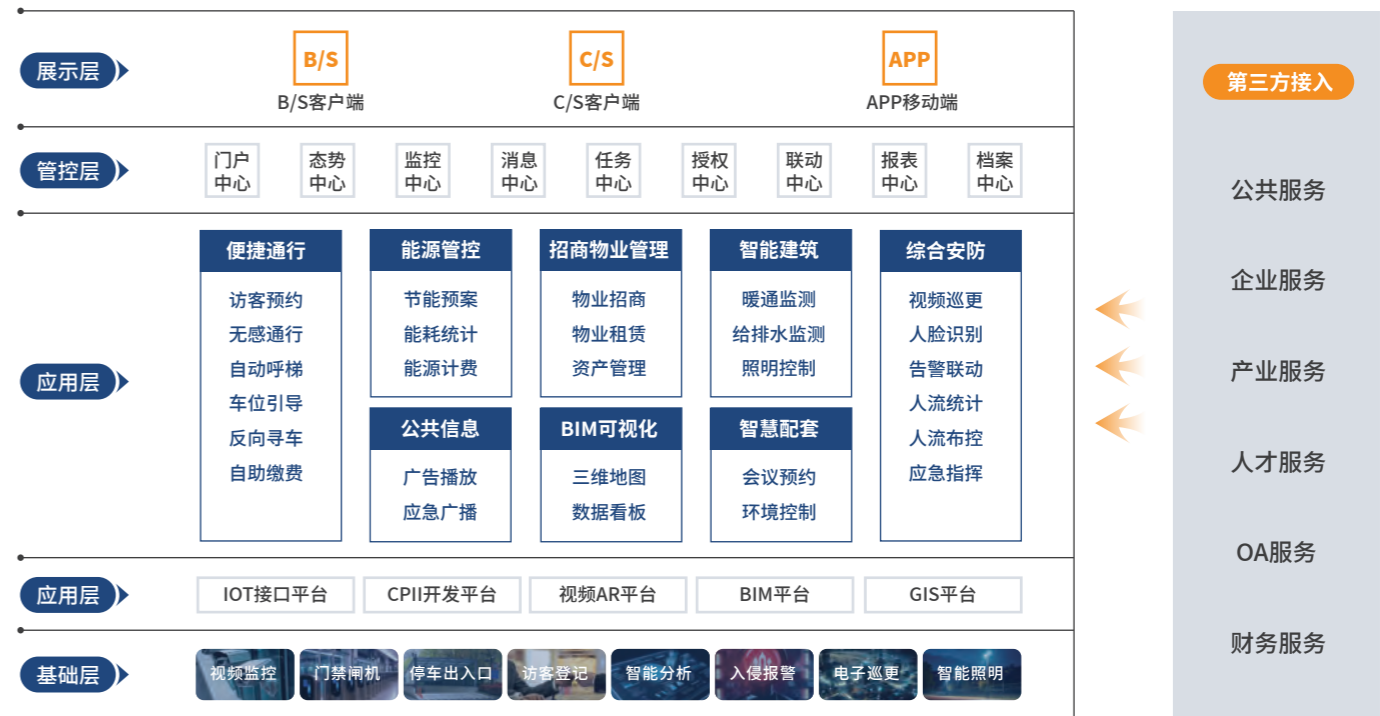 展示层
B/S
B/S客户端
C/S
C/S客户端
APP
APP移动端
管控层
门户
中心
态势
中心
监控
中心
消息
中心
任务
中心
授权
中心
联动
中心
报表
中心
档案
中心
应用层
便捷通行
访客预约
无感通行
自动呼梯
车位引导
反向寻车
自助缴费
能源管控
节能预案
能耗统计
能源计费
公共信息
广告播放
应急广播
招商物业管理
物业招商
物业租赁
资产管理
BIM可视化
三维地图
数据看板
智能建筑
暖通监测
给排水监测
照明控制
智慧配套
会议预约
环境控制
综合安防
视频巡更
人脸识别
告警联动
人流统计
人流布控
应急指挥
应用层
IOT接口平台
CPII开发平台
视频AR平台
BIM平台
GIS平台
基础层
视频监控
门禁闸机
停车出入口
访客登记
智能分析
入侵报警
电子巡更
智能照明
第三方接入
公共服务
企业服务
产业服务
人才服务
OA服务
财务服务